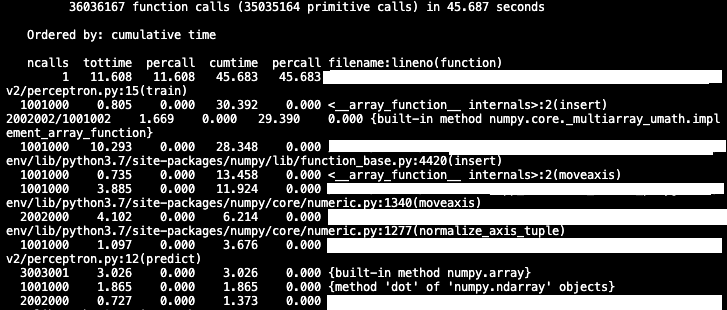 36036167 function calls (35035164 primitive calls) in 45.687 seconds
Ordered by: cumulative time
ncalls tottime percall cumtime percall filename:lineno(function)
1 11.608 11.608 45.683 45.683
v2/perceptron.py:15(train)
1001000 0.805 0.000 30.392 0.000 <__array_function__ internals>:2(insert)
2002002/1001002 1.669 0.000 29.390 0.000 {built-in method numpy.core._multiarray_umath.impl
ement_array_function}
1001000 10.293 0.000 28.348 0.000
env/lib/python3.7/site-packages/numpy/lib/function_base.py:4420(insert)
1001000 0.735 0.000 13.458 0.000 <__array_function__ internals>:2(moveaxis)
1001000 3.885 0.000 11.924 0.000
env/lib/python3.7/site-packages/numpy/core/numeric.py:1340(moveaxis)
2002000 4.102 0.000 6.214 0.000
env/lib/python3.7/site-packages/numpy/core/numeric.py:1277(normalize_axis_tuple)
1001000 1.097 0.000 3.676 0.000
v2/perceptron.py:12(predict)
3003001 3.026 0.000 3.026 0.000 {built-in method numpy.array}
1001000 1.865 0.000 1.865 0.000 {method 'dot' of 'numpy.ndarray' objects}
2002000 0.727 0.000 1.373 0.000